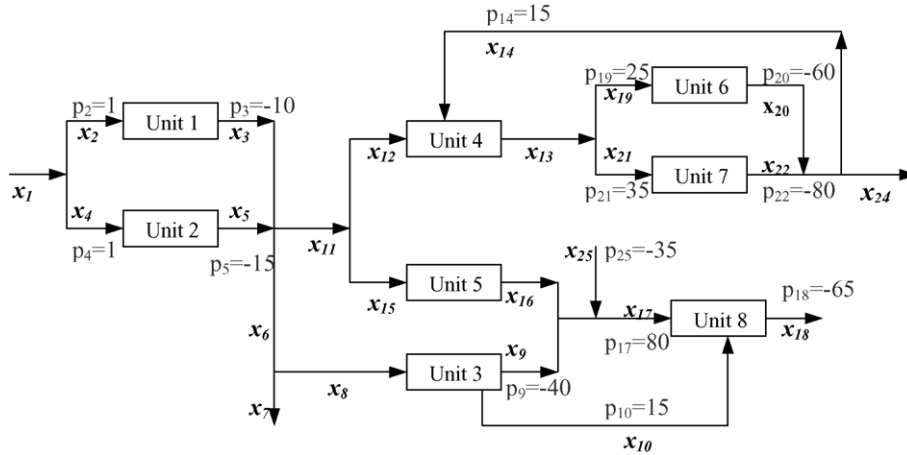 p14=15
x14
p19=25
x19
Unit 6
p20=-60
x20
p2=1
x2
Unit 1
p3=-10
x3
x12
Unit 4
x13
x21
p21=35
Unit 7
x22
p22=-80
x24
x1
x4
p4=1
Unit 2
x5
p5=-15
x11
x25
p25=-35
x15
Unit 5
x16
x17
p17=80
Unit 8
p18=-65
x18
x6
x7
x8
Unit 3
x9
p9=-40
p10=15
x10